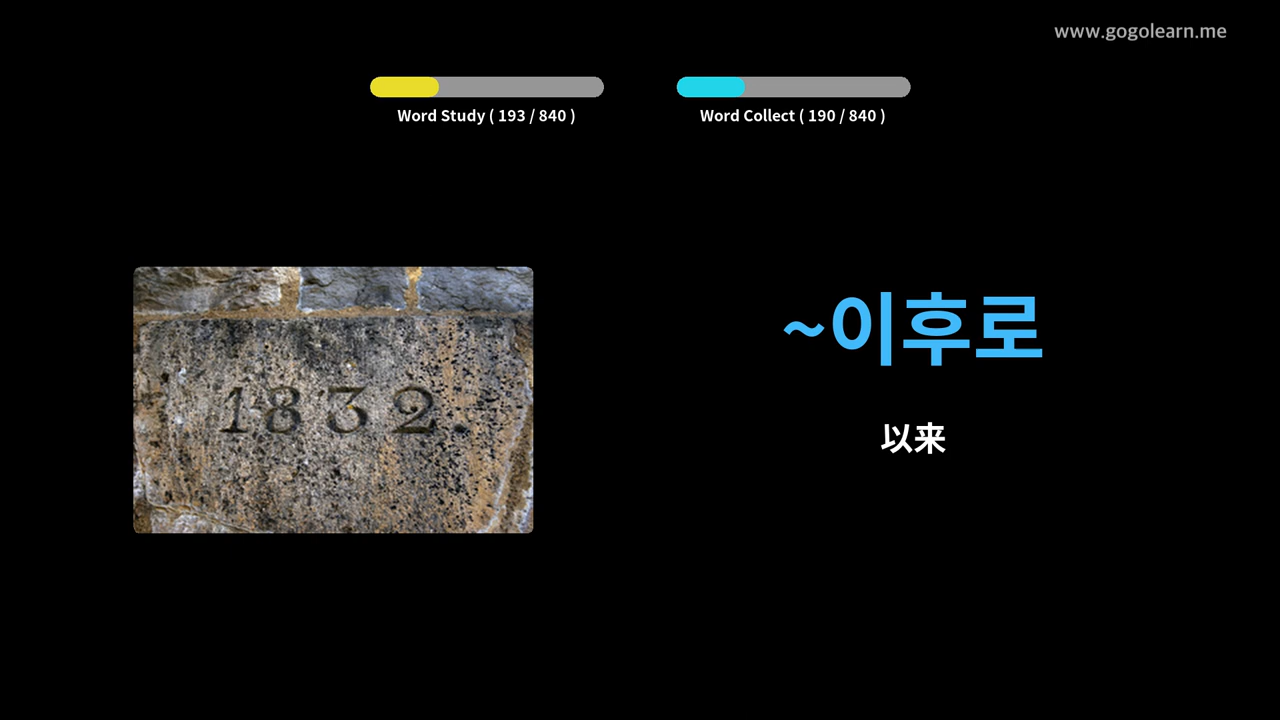 www.gogolearn.me
Word Study ( 193 / 840 )
Word Collect ( 190 / 840 )
1832.
~이후로
以来